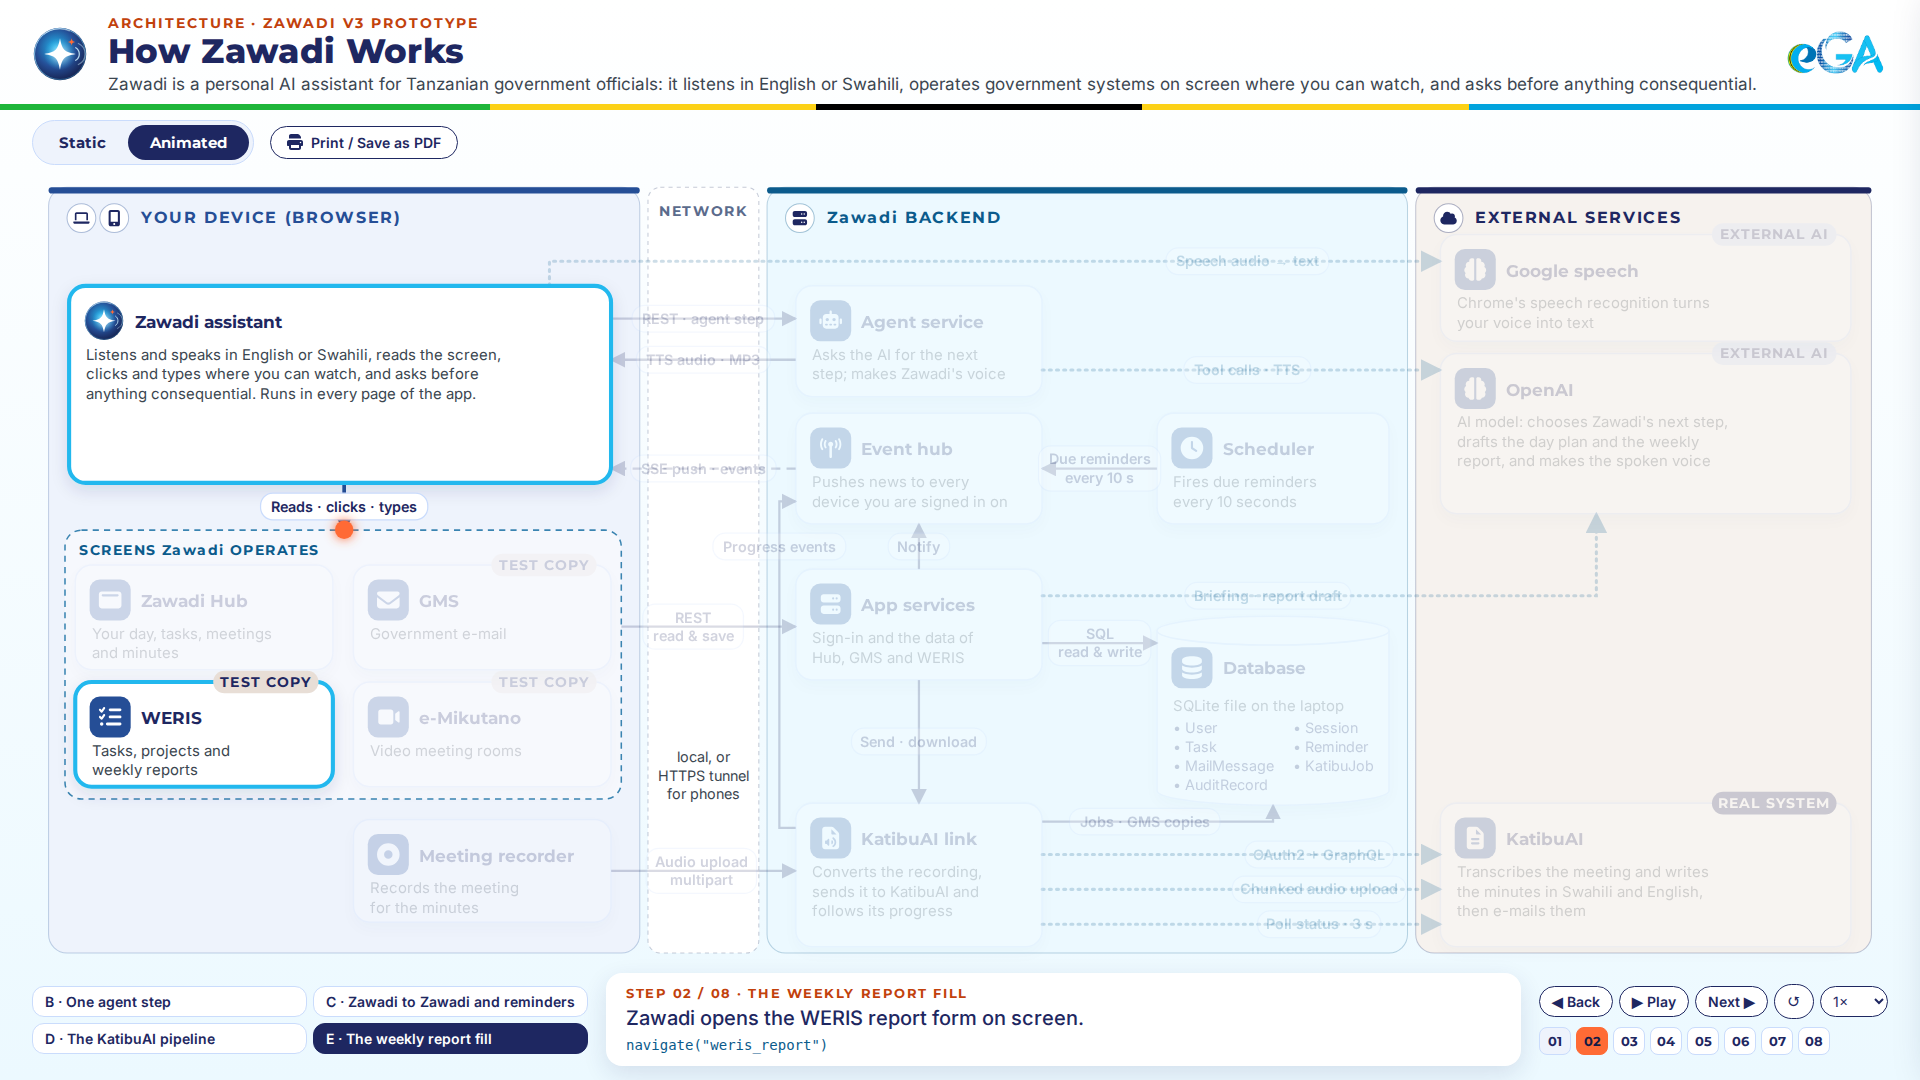 ARCHITECTURE · ZAWADI V3 PROTOTYPE
How Zawadi Works
Zawadi is a personal AI assistant for Tanzanian government officials: it listens in English or Swahili, operates government systems on screen where you can watch, and asks before anything consequential.
eGA
Static
Animated
Print / Save as PDF
YOUR DEVICE (BROWSER)
Zawadi assistant
Listens and speaks in English or Swahili, reads the screen,
clicks and types where you can watch, and asks before
anything consequential. Runs in every page of the app.
Reads · clicks · types
SCREENS Zawadi OPERATES
Zawadi Hub
Your day, tasks, meetings
and minutes
TEST COPY
GMS
Government e-mail
TEST COPY
WERIS
Tasks, projects and
weekly reports
TEST COPY
e-Mikutano
Video meeting rooms
Meeting recorder
Records the meeting
for the minutes
NETWORK
REST · agent step
TTS audio · MP3
SSE push · events
Progress events
REST
read & save
local, or
HTTPS tunnel
for phones
Audio upload
multipart
Zawadi BACKEND
Speech audio → text
Agent service
Asks the AI for the next
step; makes Zawadi's voice
Tool calls · TTS
Event hub
Pushes news to every
device you are signed in on
Due reminders
every 10 s
Scheduler
Fires due reminders
every 10 seconds
Notify
App services
Sign-in and the data of
Hub, GMS and WERIS
Briefing · report draft
SQL
read & write
Database
SQLite file on the laptop
• User
• Session
• Task
• Reminder
• MailMessage
• KatibuJob
• AuditRecord
Send · download
KatibuAI link
Converts the recording,
sends it to KatibuAI and
follows its progress
Jobs · GMS copies
OAuth2 + GraphQL
Chunked audio upload
Poll status · 3 s
EXTERNAL SERVICES
EXTERNAL AI
Google speech
Chrome's speech recognition turns
your voice into text
EXTERNAL AI
OpenAI
AI model: chooses Zawadi's next step,
drafts the day plan and the weekly
report, and makes the spoken voice
REAL SYSTEM
KatibuAI
Transcribes the meeting and writes
the minutes in Swahili and English,
then e-mails them
B · One agent step
C · Zawadi to Zawadi and reminders
D · The KatibuAI pipeline
E · The weekly report fill
STEP 02 / 08 · THE WEEKLY REPORT FILL
Zawadi opens the WERIS report form on screen.
navigate("weris_report")
◀ Back
▶ Play
Next ▶
↺
1×
01
02
03
04
05
06
07
08